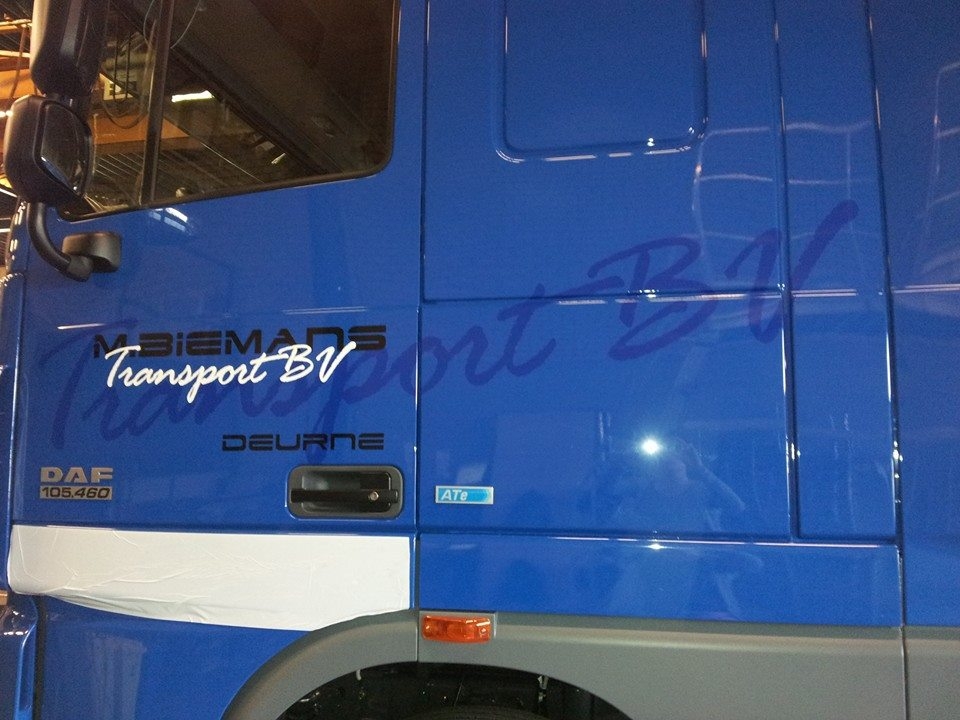 M.BIEMANS
Transport BV
Transport BV
DEURNE
DAF
105.460
ATe